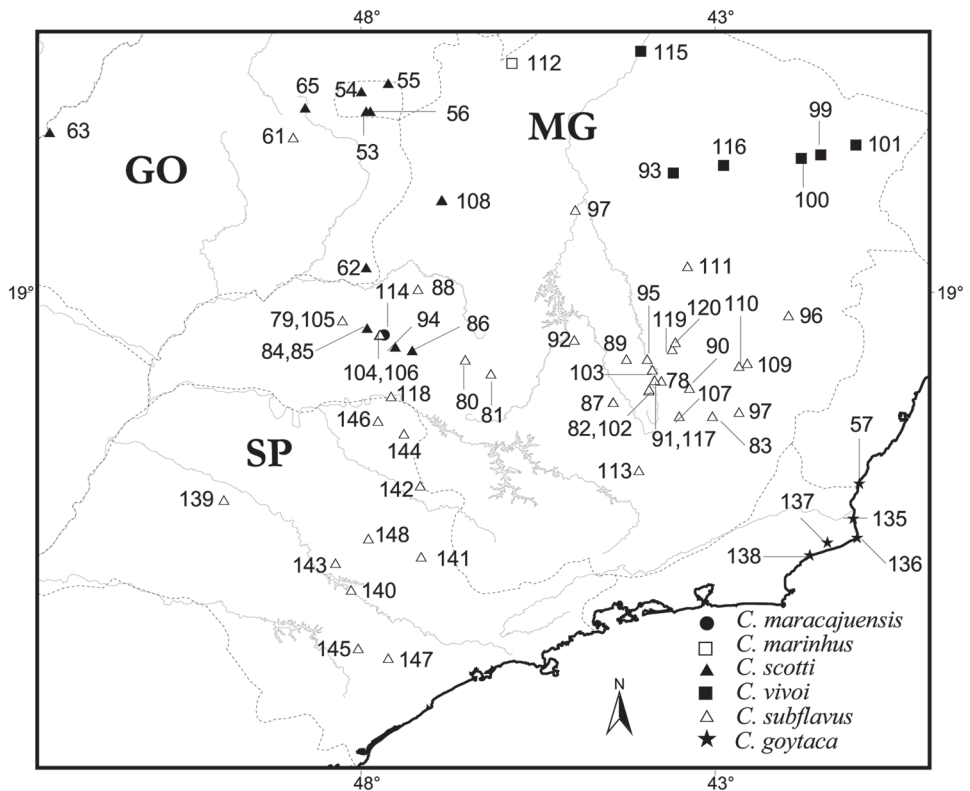 48° 43°
112 115
65 54 55
56
61 53
63
MG
99
GO
116 101
93
100
108
97
62 111
19° 114 88 19°
94 95 110
79,105 86 119 120 96
84,85 92 89 90
103 109
104,106 78
118 80 81 87 107 97
146 82,102
91,117 83
SP 144 57
113
142
139 137
135
148
141 138 136
143
140
C. maracajuensis
C. marinhus
145 147 C. scotti
N
C. vivoi
C. subflavus
C. goytaca
48° 43°